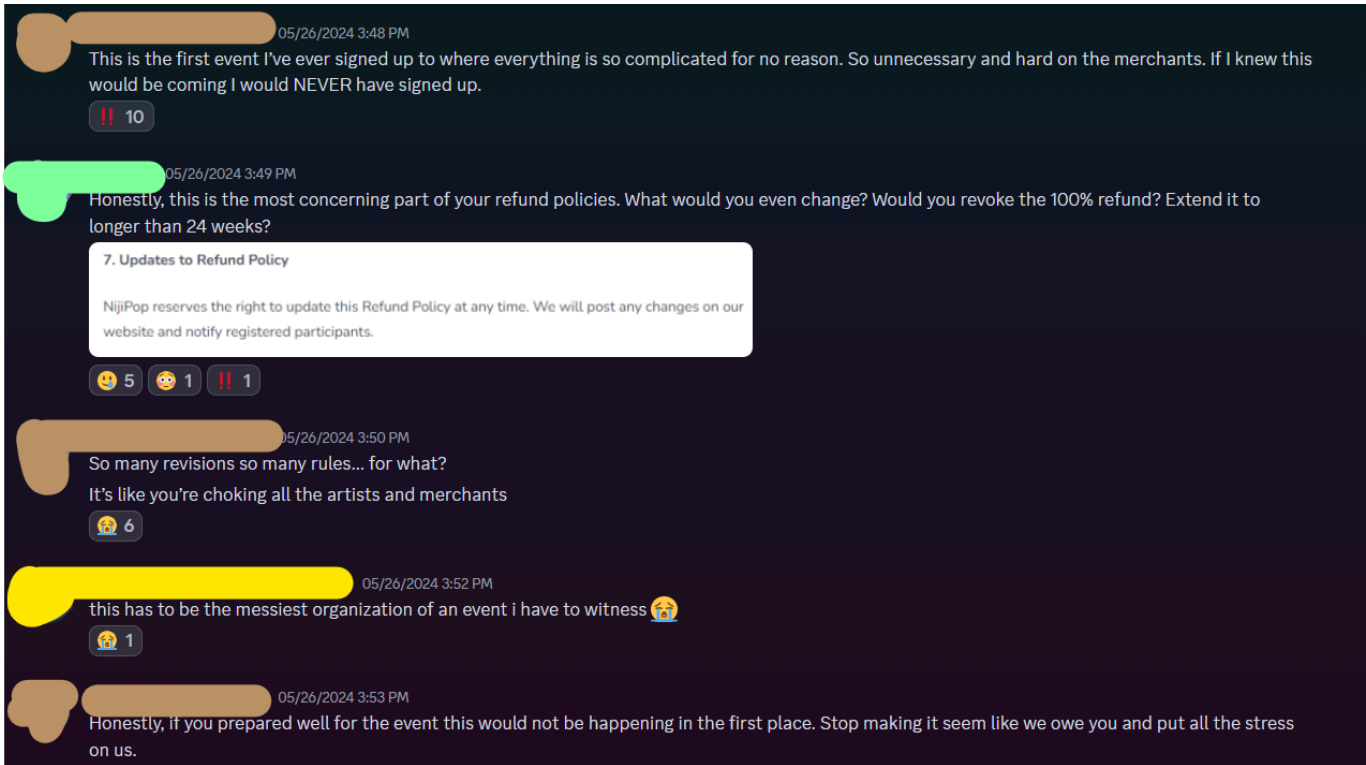 05/26/2024 3:48 PM
This is the first event I've ever signed up to where everything is so complicated for no reason. So unnecessary and hard on the merchants. If I knew this
would be coming I would NEVER have signed up.
‼️ 10
05/26/2024 3:49 PM
Honestly, this is the most concerning part of your refund policies. What would you even change? Would you revoke the 100% refund? Extend it to
longer than 24 weeks?
7. Updates to Refund Policy
NijiPop reserves the right to update this Refund Policy at any time. We will post any changes on our
website and notify registered participants.
🥲 5 😳 1 ‼️ 1
05/26/2024 3:50 PM
So many revisions so many rules... for what?
It's like you're choking all the artists and merchants
😭 6
05/26/2024 3:52 PM
this has to be the messiest organization of an event i have to witness 😭
😭 1
05/26/2024 3:53 PM
Honestly, if you prepared well for the event this would not be happening in the first place. Stop making it seem like we owe you and put all the stress
on us.